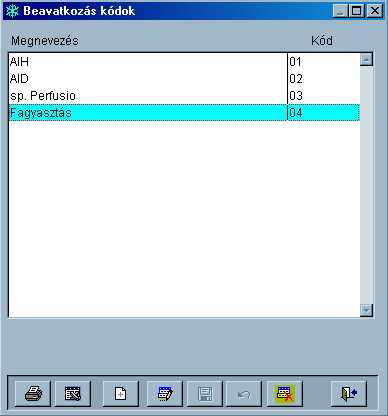 Beavatkozás kódok
Megnevezés Kód
AIH 01
AID 02
sp. Perfusio 03
Fagyasztás 04